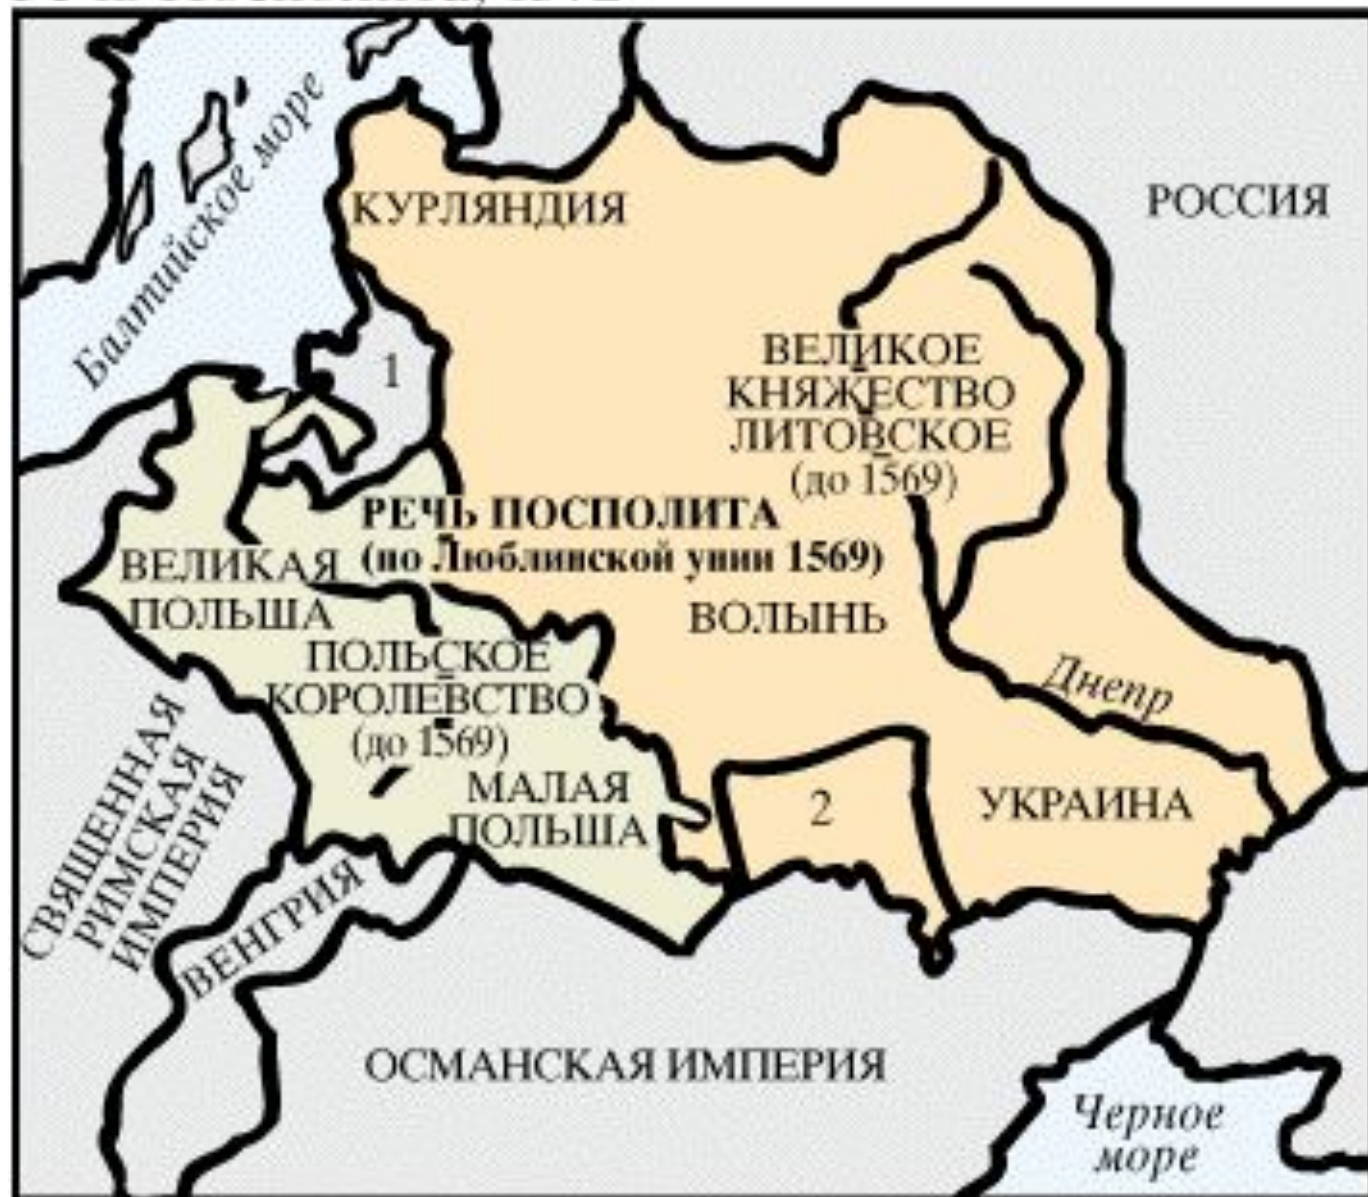 Балтийское море
КУРЛЯНДИЯ
РОССИЯ
1
ВЕЛИКОЕ
КНЯЖЕСТВО
ЛИТОВСКОЕ
(до 1569)
РЕЧЬ ПОСПОЛИТА
(по Люблинской унии 1569)
ВЕЛИКАЯ
ПОЛЬША
ВОЛЫНЬ
ПОЛЬСКОЕ
КОРОЛЕВСТВО
(до 1569)
Днепр
МАЛАЯ
ПОЛЬША
2
УКРАИНА
СВЯЩЕННАЯ
РИМСКАЯ
ИМПЕРИЯ
ВЕНГРИЯ
ОСМАНСКАЯ ИМПЕРИЯ
Черное
море